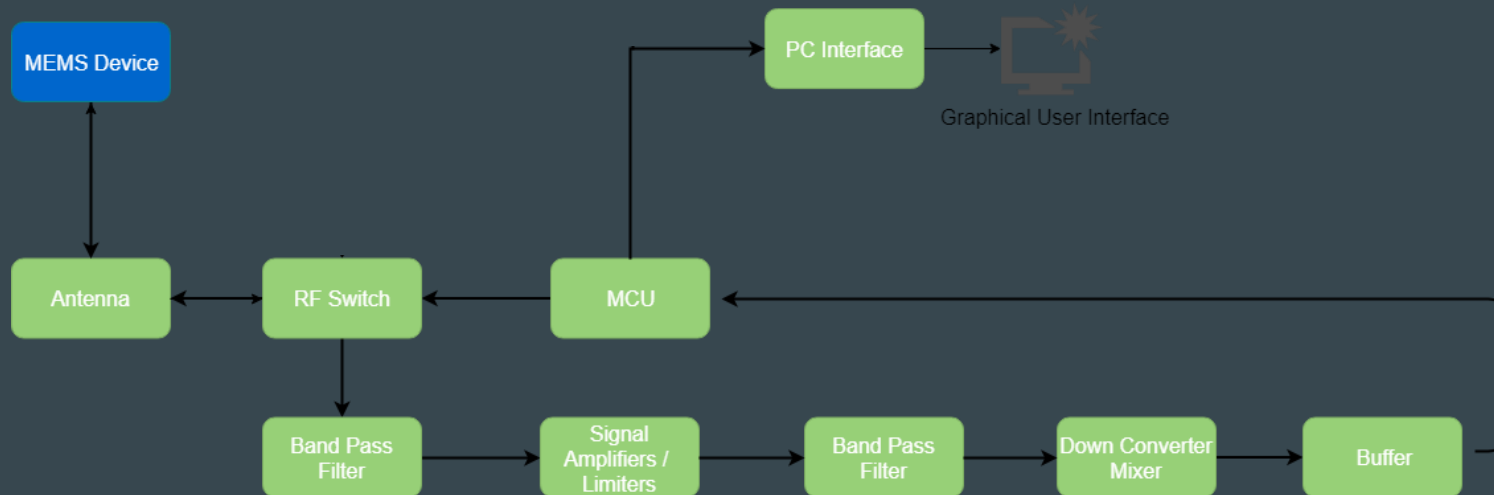 MEMS Device
PC Interface
Graphical User Interface
Antenna
RF Switch
MCU
Band Pass
Filter
Signal
Amplifiers /
Limiters
Band Pass
Filter
Down Converter
Mixer
Buffer